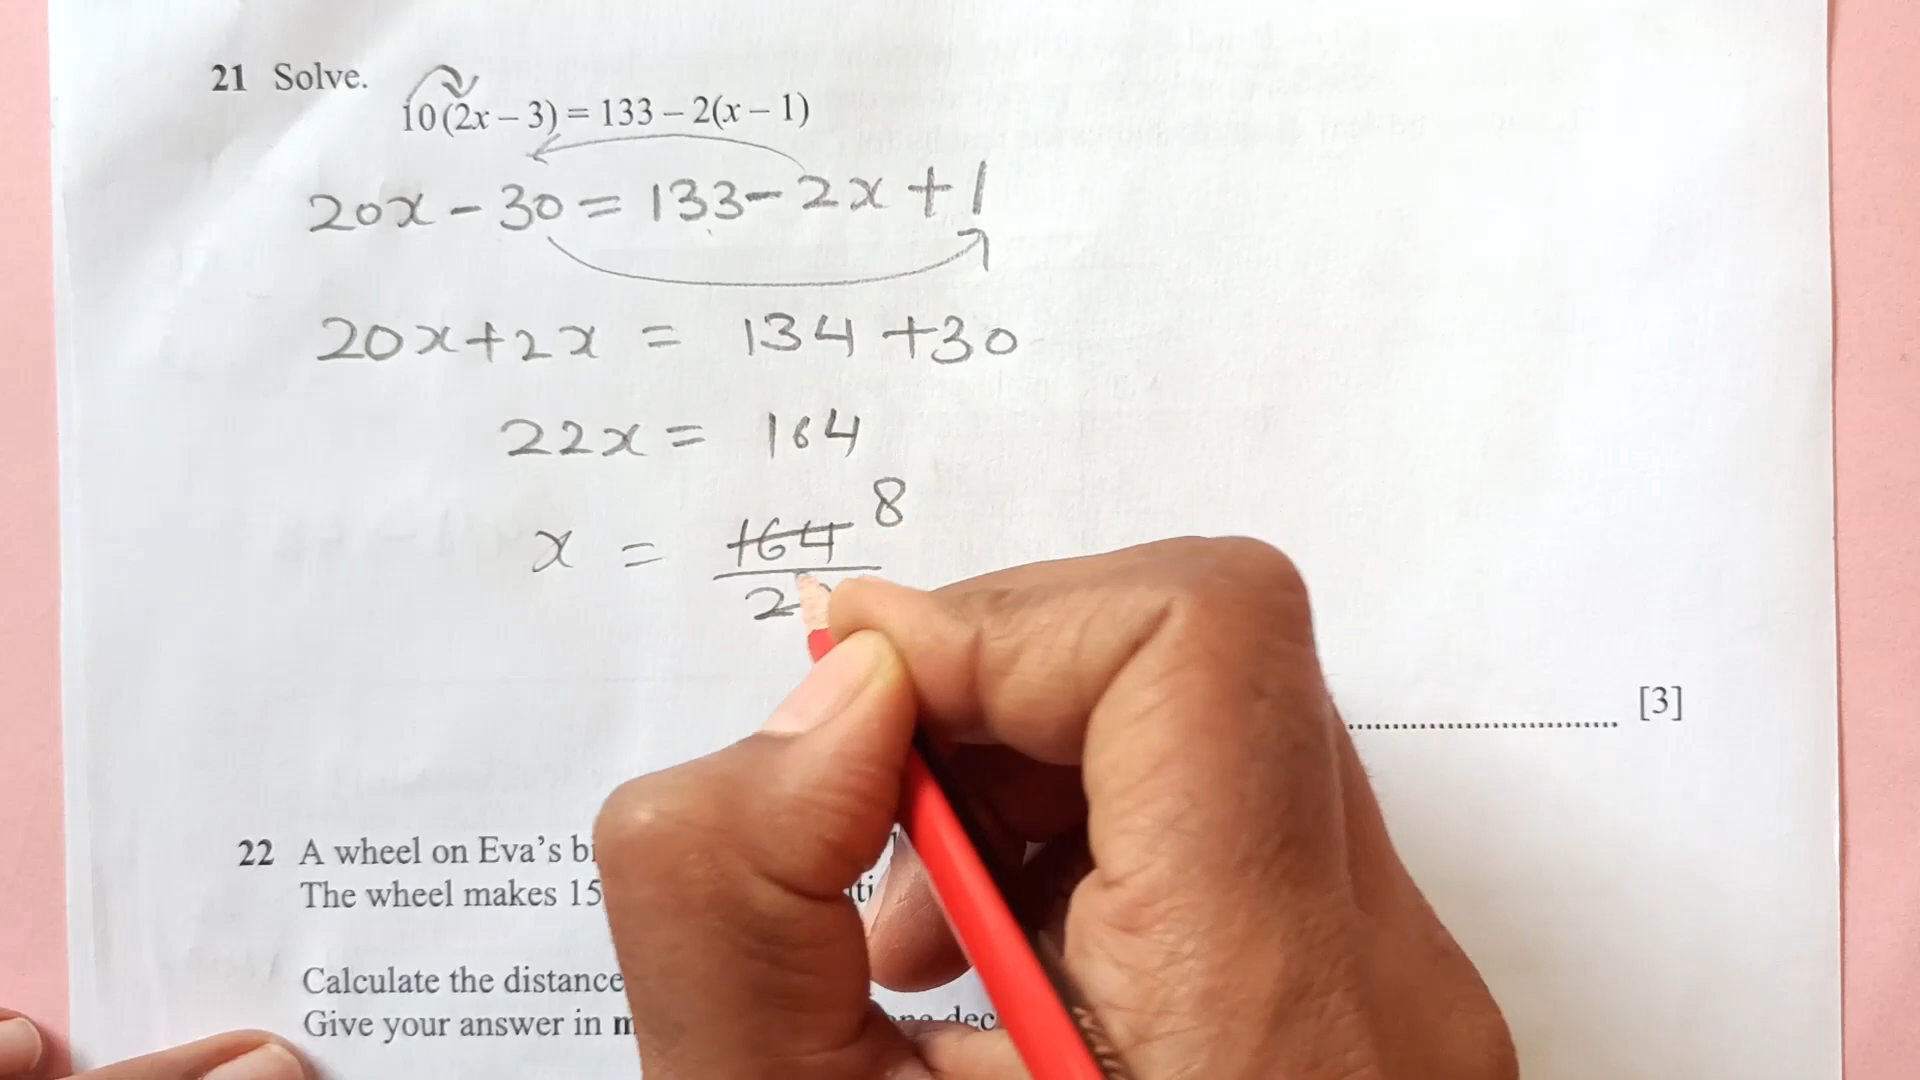 21 Solve.
10(2x – 3) = 133 – 2(x – 1)
20x - 30 = 133 - 2x + 1
20x + 2x = 134 + 30
22x = 164
8
x = 164
2
[3]
22 A wheel on Eva's
The wheel makes 15
Calculate the distance
Give your answer in